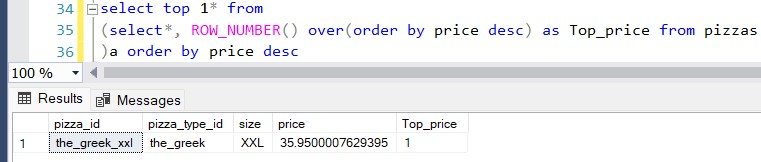 34 select top 1* from
35 (select*, ROW_NUMBER() over(order by price desc) as Top_price from pizzas
36 )a order by price desc
100 %
Results Messages
pizza_id pizza_type_id size price Top_price
1 the_greek_xxl the_greek XXL 35.9500007629395 1